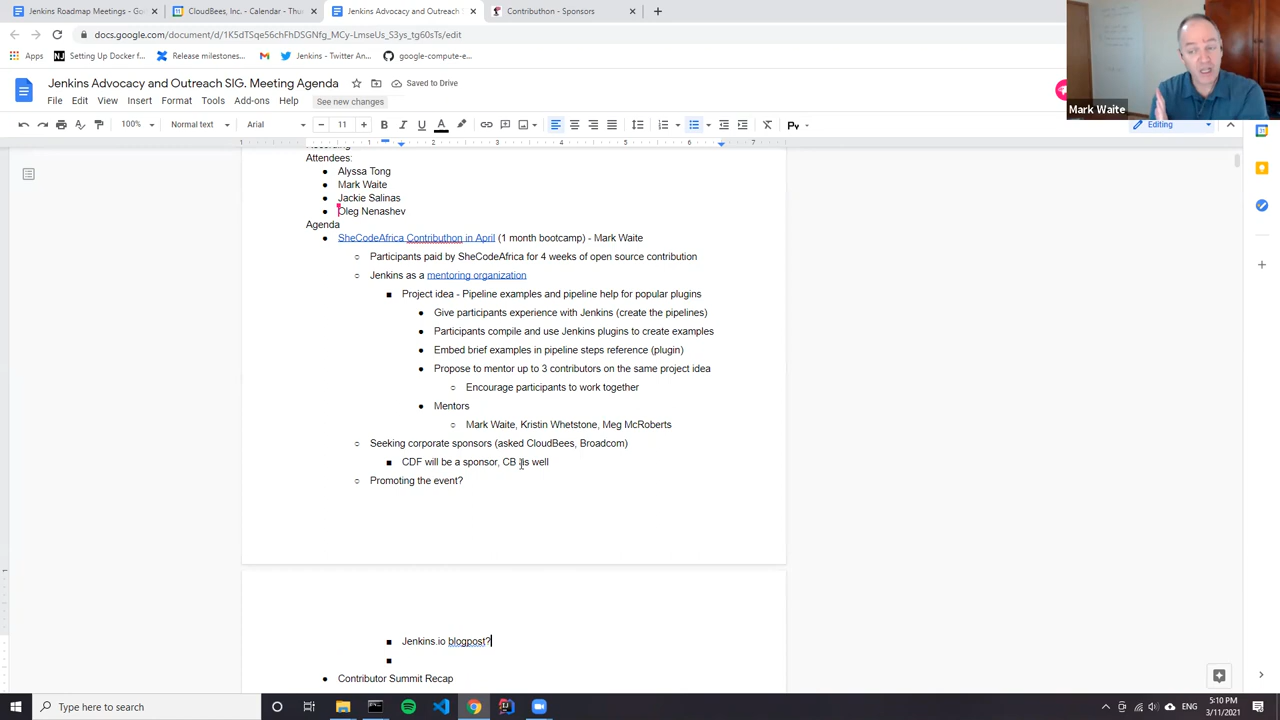 Jenkins Roadmap Meetings - Go
CloudBees, Inc. - Calendar - Thu
Jenkins Advocacy and Outreach S
Contributhon - Sponsors
docs.google.com/document/d/1K5dTSqe56chFhDSGNfg_MCy-LmseUs_S3ys_tg60sTs/edit
Apps
Setting Up Docker f
Release milestones...
Twitter / An
google-compute-e...
Jenkins -
Jenkins Advocacy and Outreach SIG. Meeting Agenda
Saved to Drive
File Edit View Insert Format Tools Add-ons Help
See new changes
Mark Waite
100%
Normal text
Arial
11
Editing
Attendees:
● Alyssa Tong
● Mark Waite
● Jackie Salinas
● Oleg Nenashev
Agenda
● SheCodeAfrica Contributhon in April (1 month bootcamp) - Mark Waite
○ Participants paid by SheCodeAfrica for 4 weeks of open source contribution
○ Jenkins as a mentoring organization
■ Project idea - Pipeline examples and pipeline help for popular plugins
● Give participants experience with Jenkins (create the pipelines)
● Participants compile and use Jenkins plugins to create examples
● Embed brief examples in pipeline steps reference (plugin)
● Propose to mentor up to 3 contributors on the same project idea
○ Encourage participants to work together
● Mentors
○ Mark Waite, Kristin Whetstone, Meg McRoberts
○ Seeking corporate sponsors (asked CloudBees, Broadcom)
■ CDF will be a sponsor, CB as well
○ Promoting the event?
■ Jenkins.io blogpost?
■
● Contributor Summit Recap
Type here to search
ENG
5:10 PM
3/11/2021